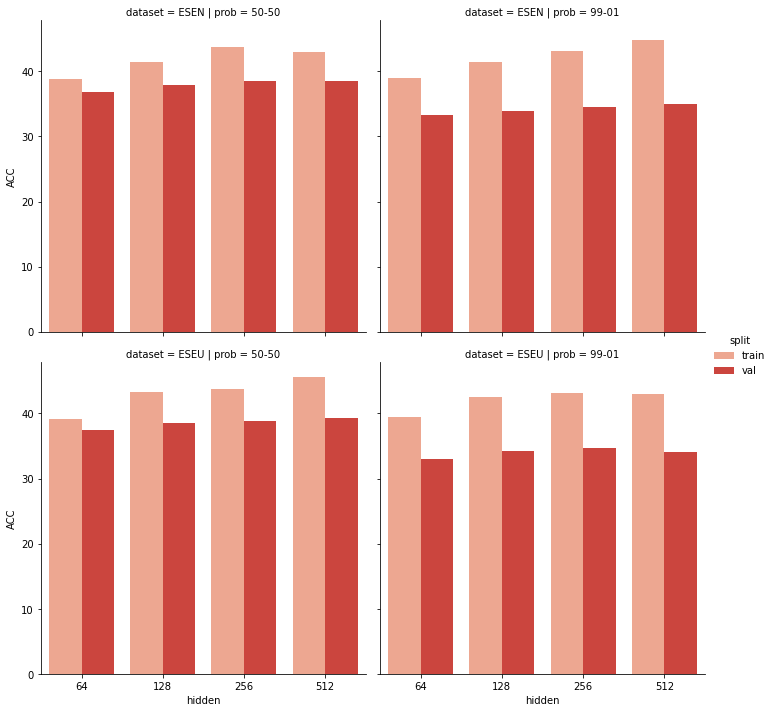 dataset = ESEN | prob = 50-50
dataset = ESEN | prob = 99-01
ACC
40
30
20
10
0
split
train
val
dataset = ESEU | prob = 50-50
dataset = ESEU | prob = 99-01
ACC
40
30
20
10
0
64 128 256 512
64 128 256 512
hidden
hidden